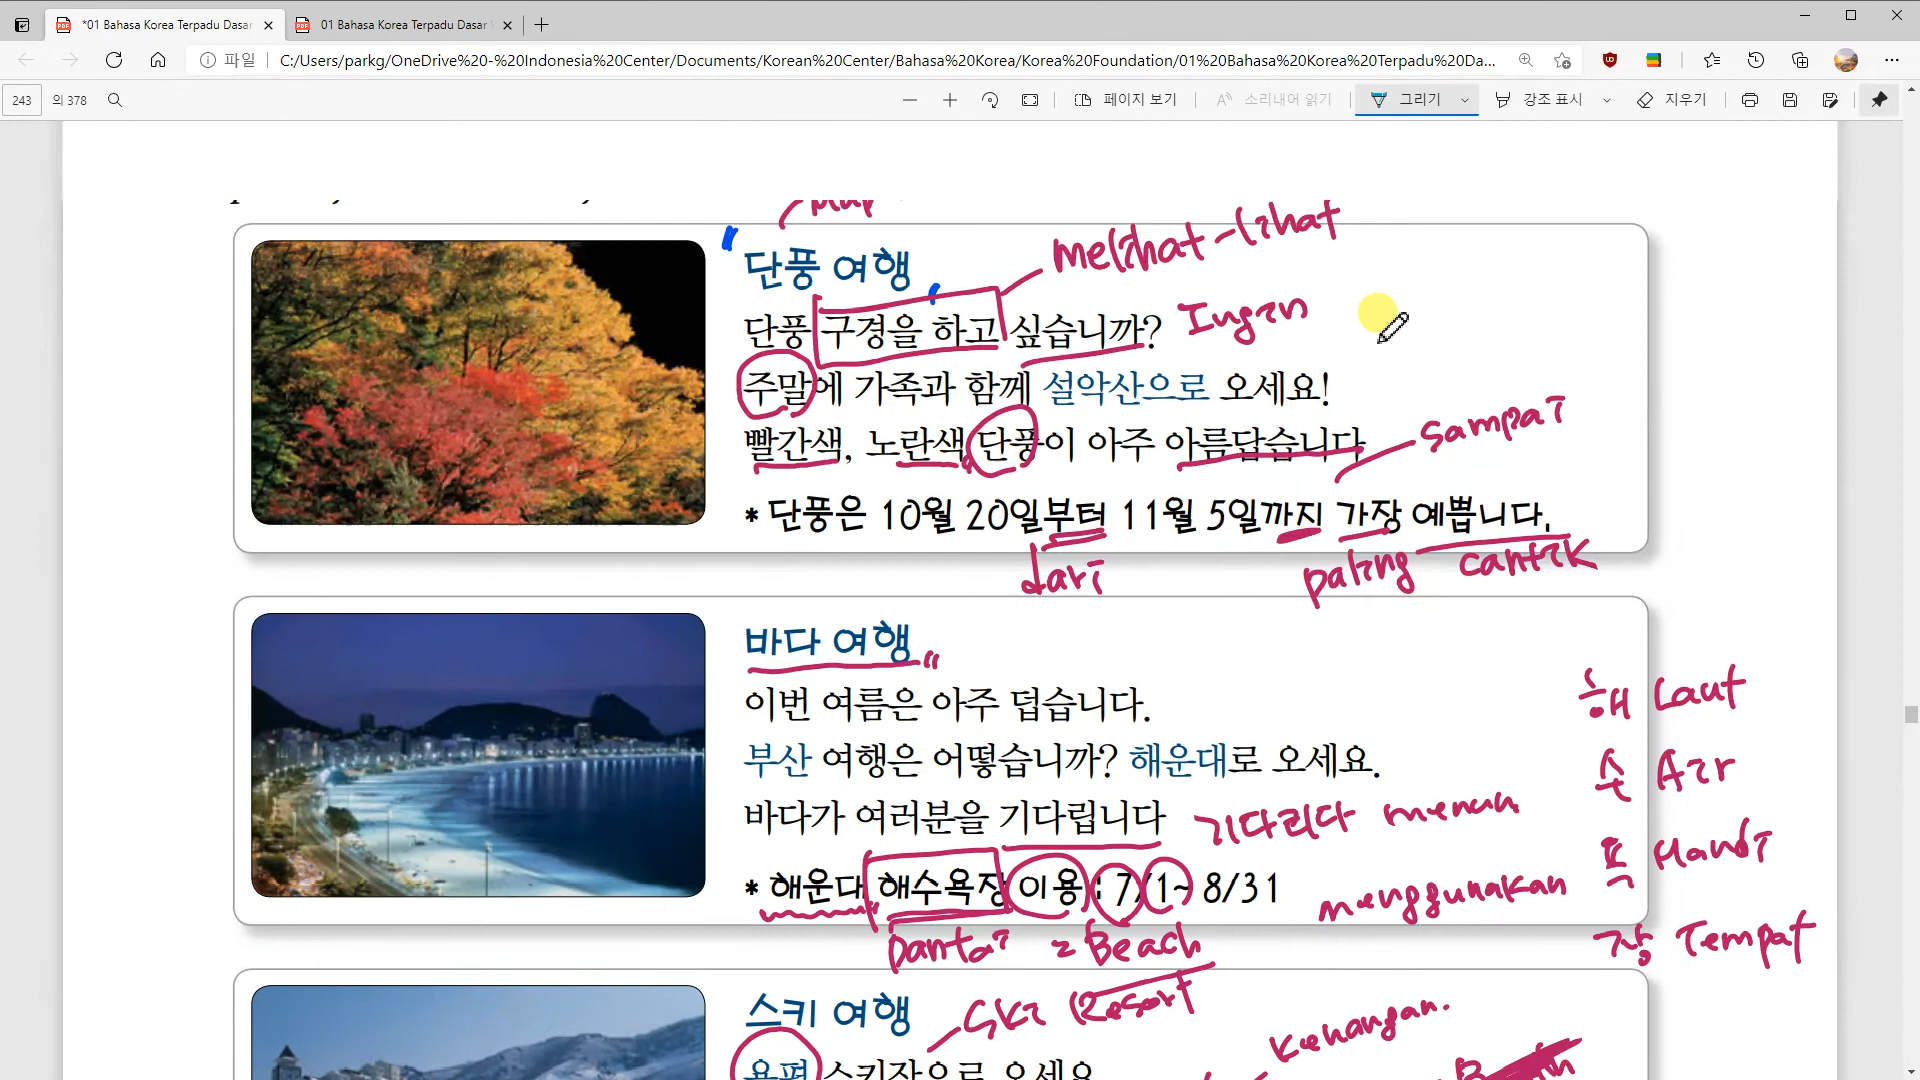 *01 Bahasa Korea Terpadu Dasar
01 Bahasa Korea Terpadu Dasar
파일
C:/Users/parkg/OneDrive%20-%20Indonesia%20Center/Documents/Korean%20Center/Bahasa%20Korea/Korea%20Foundation/01%20Bahasa%20Korea%20Terpadu%20Da...
243 의 378
페이지 보기
소리내어 읽기
그리기
강조 표시
지우기
단풍 여행
melihat-lihat
단풍 구경을 하고 싶습니까?
Ingin
주말에 가족과 함께 설악산으로 오세요!
빨간색, 노란색 단풍이 아주 아름답습니다
sampai
* 단풍은 10월 20일부터 11월 5일까지 가장 예쁩니다.
dari
paling cantik
바다 여행
이번 여름은 아주 덥습니다.
해 Laut
부산 여행은 어떻습니까? 해운대로 오세요.
수 Air
바다가 여러분을 기다립니다
기다리다
욕 Mandi
* 해운대 해수욕장 이용 : 7/1~ 8/31
menggunakan
장 Tempat
Pantai = Beach
스키 여행
Ski Resort
Kenangan.
용평 스키장으로 오세요